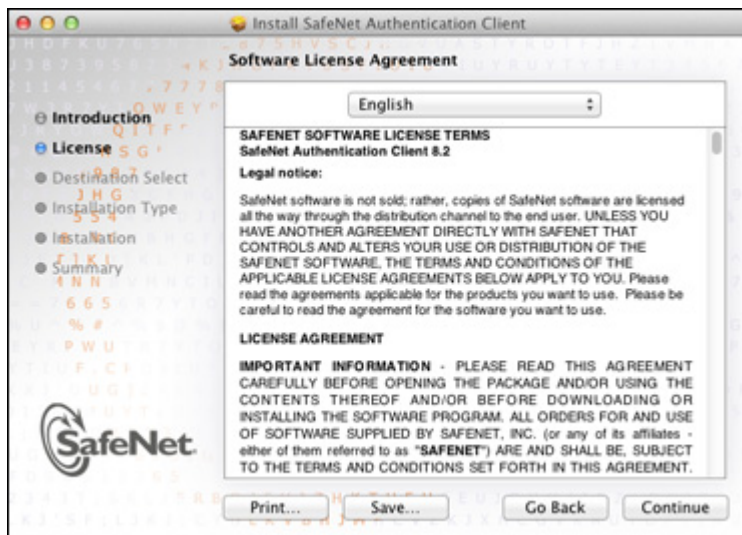 Install SafeNet Authentication Client
Software License Agreement
Introduction
License
Destination Select
Installation Type
Installation
Summary
English
SAFENET SOFTWARE LICENSE TERMS
SafeNet Authentication Client 8.2
Legal notice:
SafeNet software is not sold; rather, copies of SafeNet software are licensed
all the way through the distribution channel to the end user. UNLESS YOU
HAVE ANOTHER AGREEMENT DIRECTLY WITH SAFENET THAT
CONTROLS AND ALTERS YOUR USE OR DISTRIBUTION OF THE
SAFENET SOFTWARE, THE TERMS AND CONDITIONS OF THE
APPLICABLE LICENSE AGREEMENTS BELOW APPLY TO YOU. Please
read the agreements applicable for the products you want to use. Please be
careful to read the agreement for the software you want to use.
LICENSE AGREEMENT
IMPORTANT INFORMATION - PLEASE READ THIS AGREEMENT
CAREFULLY BEFORE OPENING THE PACKAGE AND/OR USING THE
CONTENTS THEREOF AND/OR BEFORE DOWNLOADING OR
INSTALLING THE SOFTWARE PROGRAM. ALL ORDERS FOR AND USE
OF SOFTWARE SUPPLIED BY SAFENET, INC. (or any of its affiliates -
either of them referred to as "SAFENET") ARE AND SHALL BE, SUBJECT
TO THE TERMS AND CONDITIONS SET FORTH IN THIS AGREEMENT.
SafeNet.
Print...
Save...
Go Back
Continue